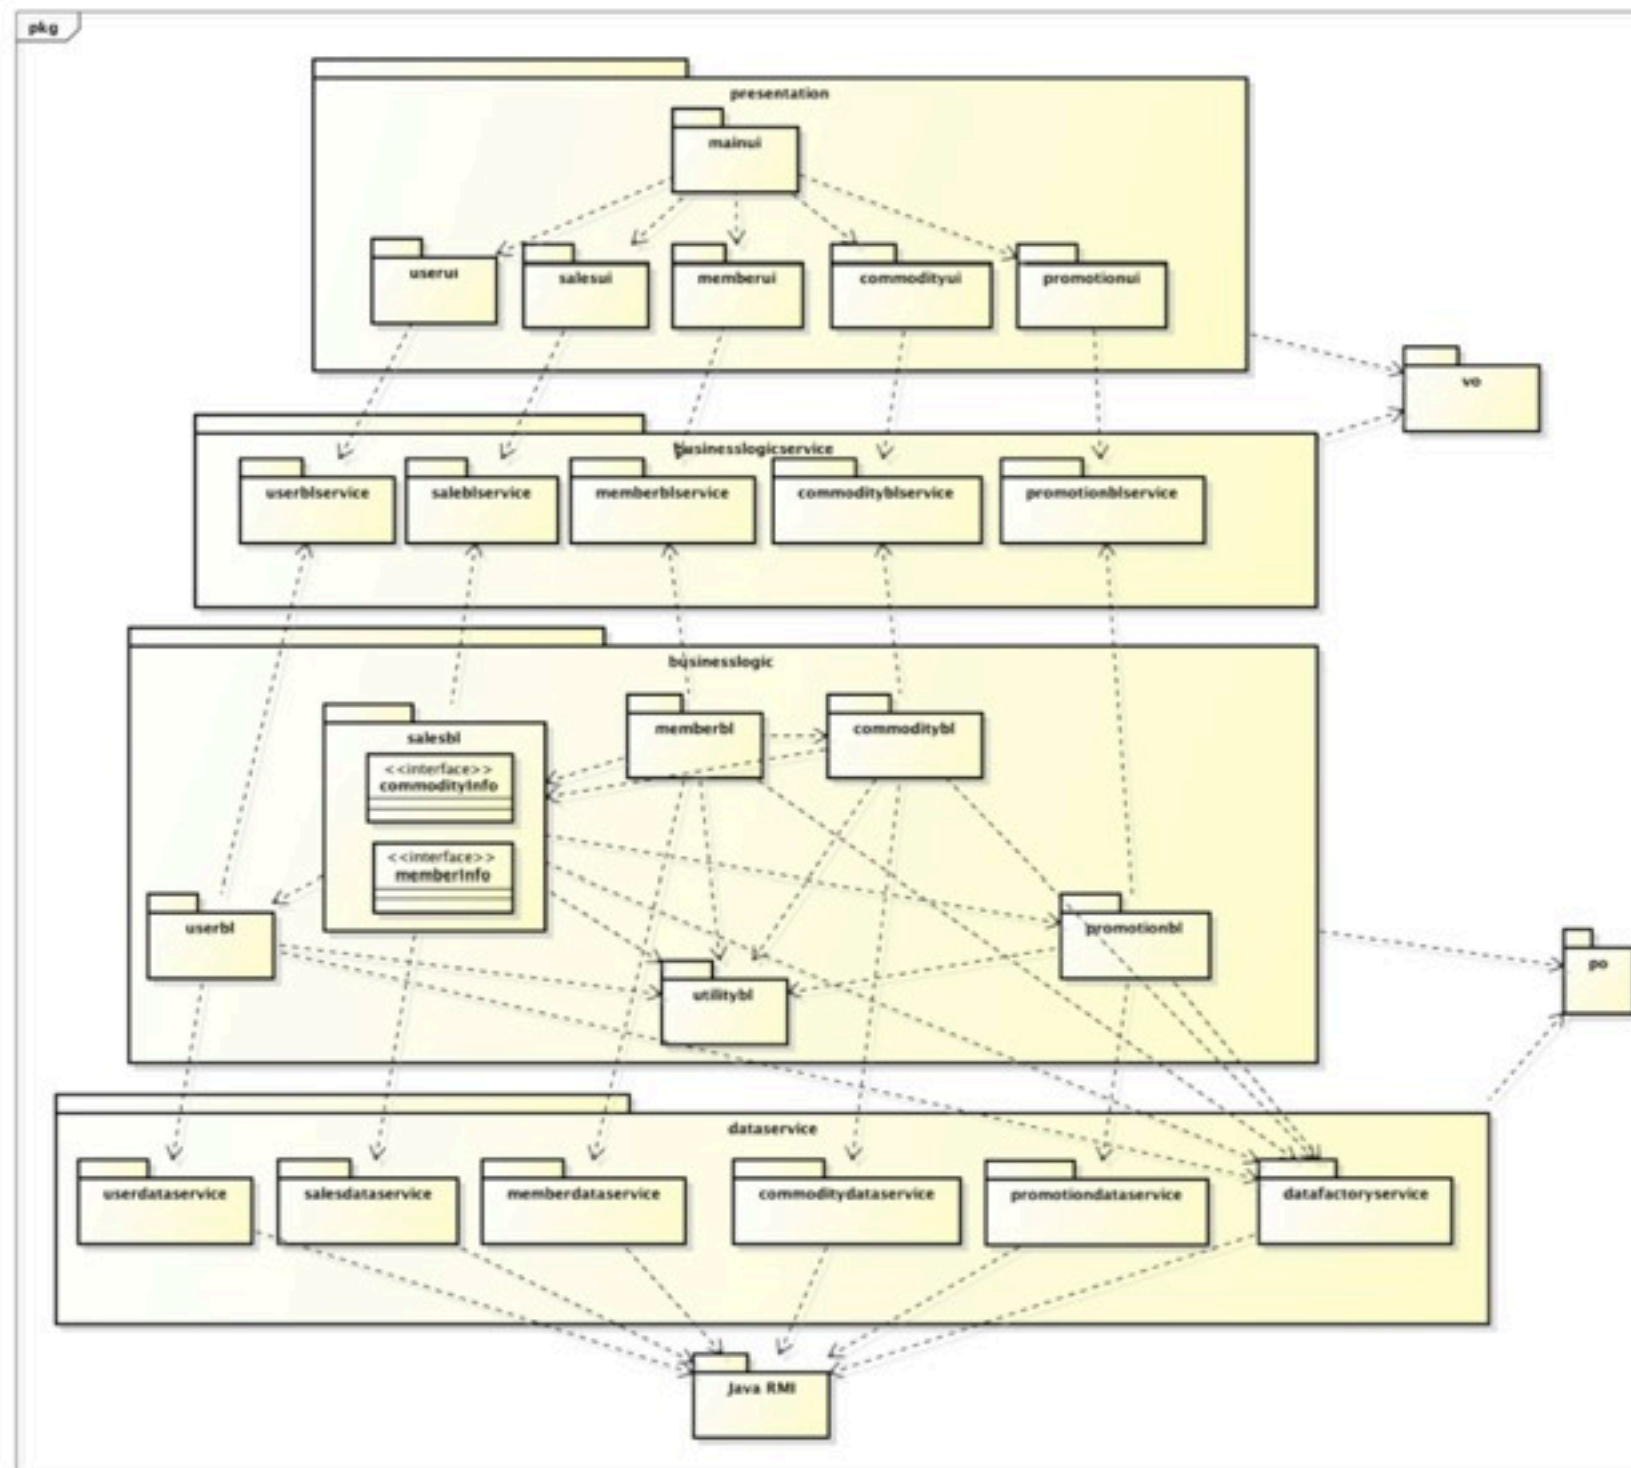 pkg
presentation
mainui
userui
salesui
memberui
commodityui
promotionui
vo
businesslogicservice
userblservice
saleblservice
memberblservice
commodityblservice
promotionblservice
businesslogic
salesbl
<<interface>>
commodityInfo
<<interface>>
memberInfo
memberbl
commoditybl
userbl
utilitybl
promotionbl
po
dataservice
userdataservice
salesdataservice
memberdataservice
commoditydataservice
promotiondataservice
datafactoryservice
Java RMI